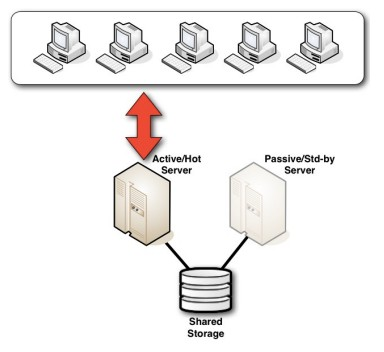 Active/Hot
Server
Passive/Std-by
Server
Shared
Storage